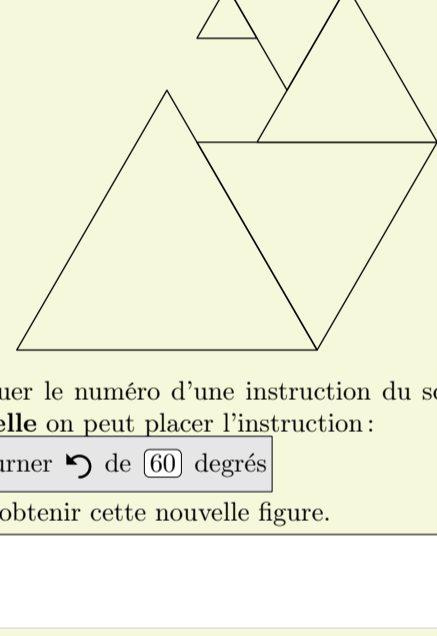 uer le numéro d'une instruction du
elle on peut placer l'instruction :
urner de 60 degrés
obtenir cette nouvelle figure.